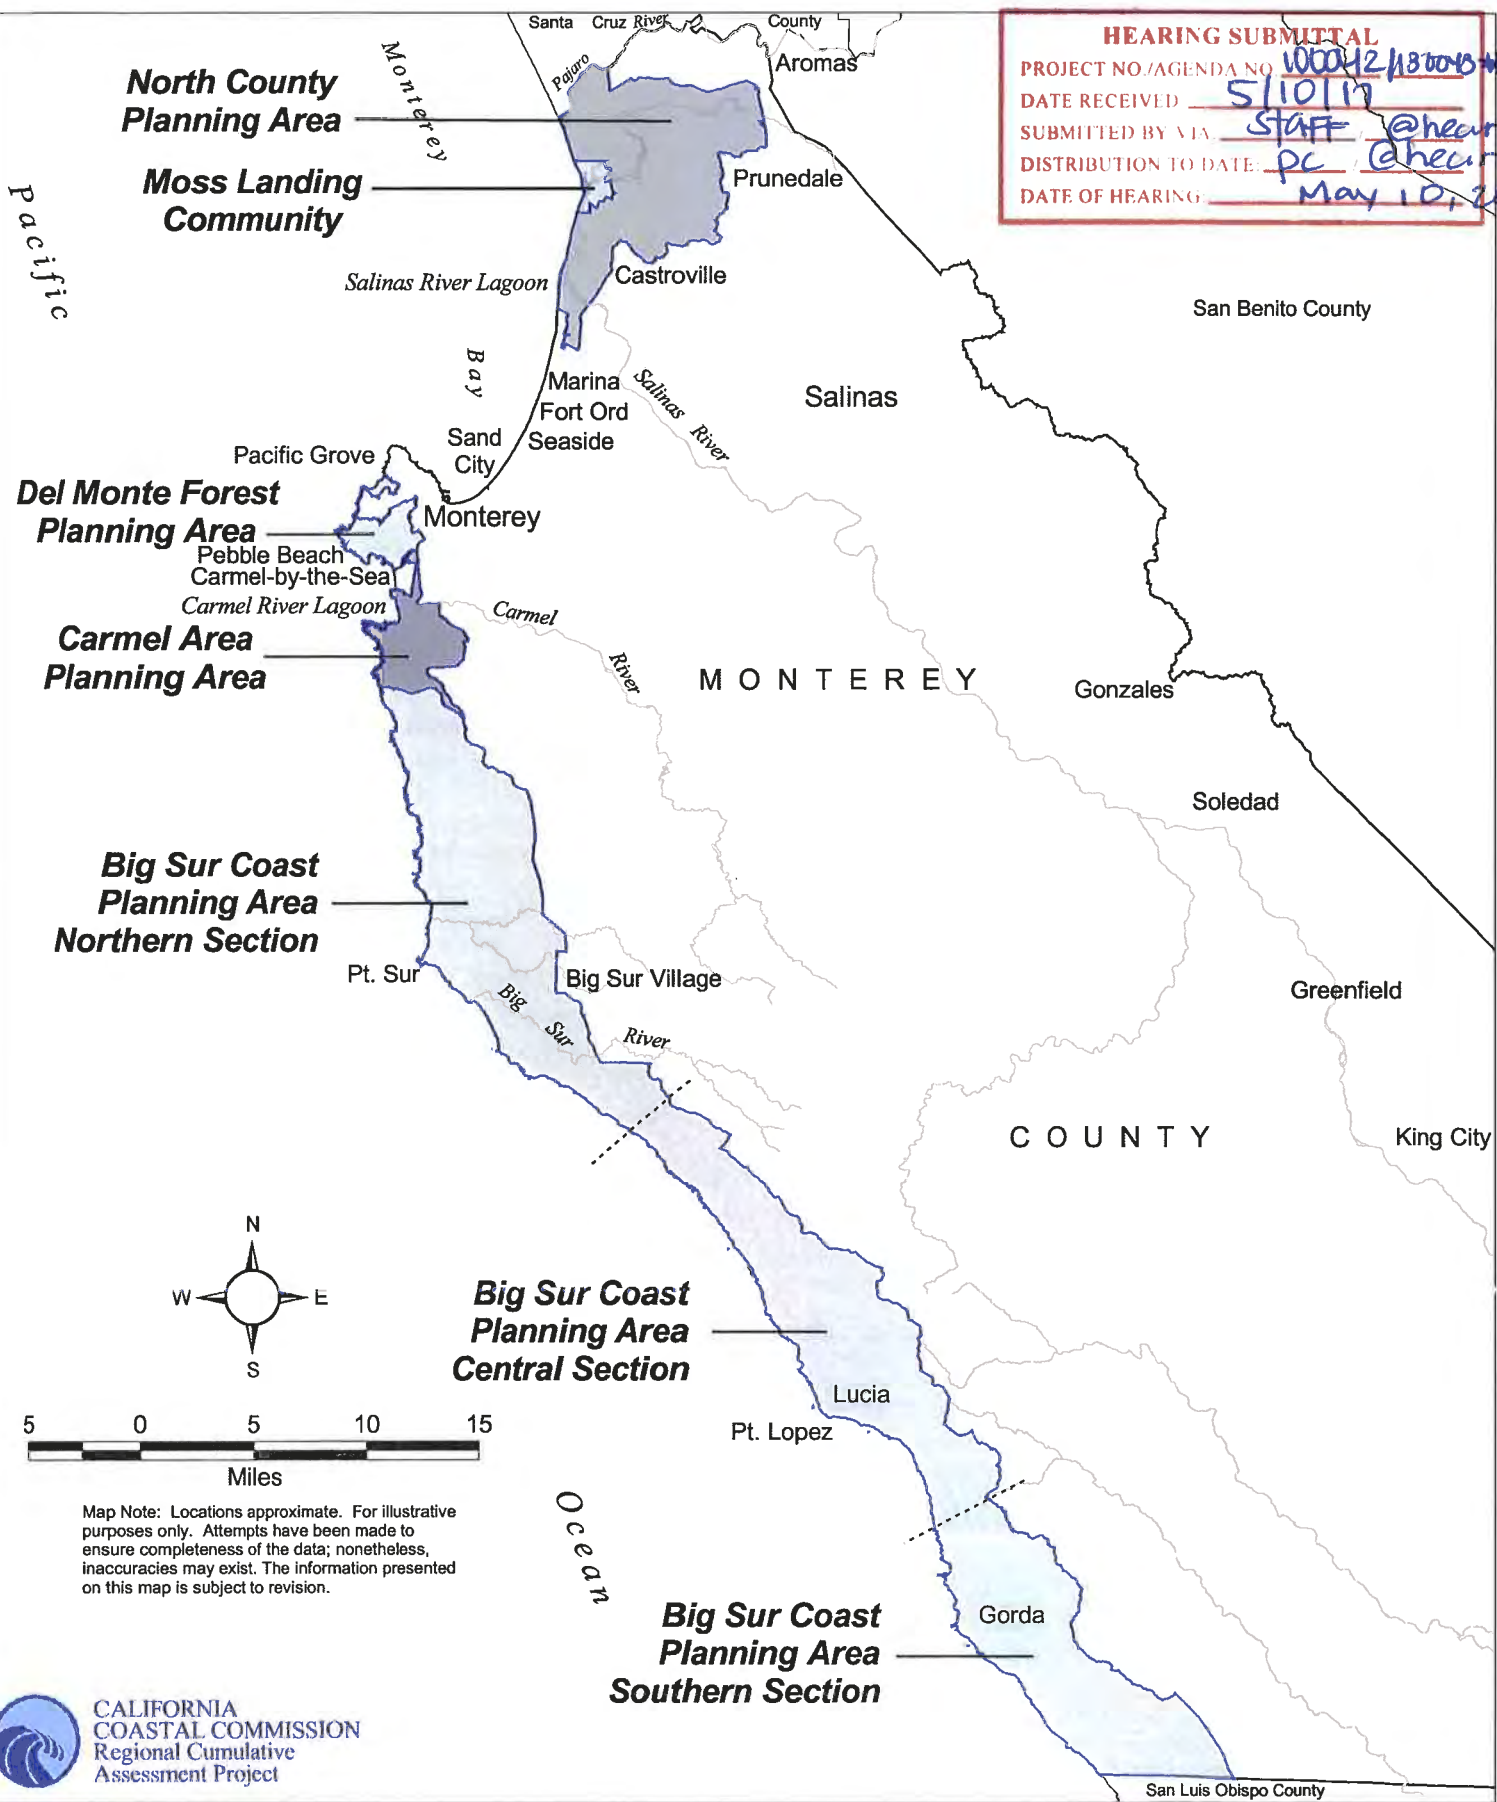 Santa Cruz River County
Aromas
Pajaro
HEARING SUBMITTAL
PROJECT NO./AGENDA NO.
DATE RECEIVED 5/10/17
SUBMITTED BY VIA: Staff / @hear
DISTRIBUTION TO DATE: pc / @hear
DATE OF HEARING: May 10, 2
North County
Planning Area
Monterey
Moss Landing
Community
Prunedale
Pacific
Salinas River Lagoon
Castroville
San Benito County
Bay
Marina
Fort Ord
Seaside
Salinas River
Salinas
Sand
City
Pacific Grove
Del Monte Forest
Planning Area
Monterey
Pebble Beach
Carmel-by-the-Sea
Carmel River Lagoon
Carmel River
Carmel Area
Planning Area
MONTEREY
Gonzales
Soledad
Big Sur Coast
Planning Area
Northern Section
Pt. Sur
Big Sur Village
Big Sur River
Greenfield
COUNTY
King City
N
W E
S
Big Sur Coast
Planning Area
Central Section
Lucia
Pt. Lopez
5 0 5 10 15
Miles
Map Note: Locations approximate. For illustrative
purposes only. Attempts have been made to
ensure completeness of the data; nonetheless,
inaccuracies may exist. The information presented
on this map is subject to revision.
Ocean
Big Sur Coast
Planning Area
Southern Section
Gorda
CALIFORNIA
COASTAL COMMISSION
Regional Cumulative
Assessment Project
San Luis Obispo County